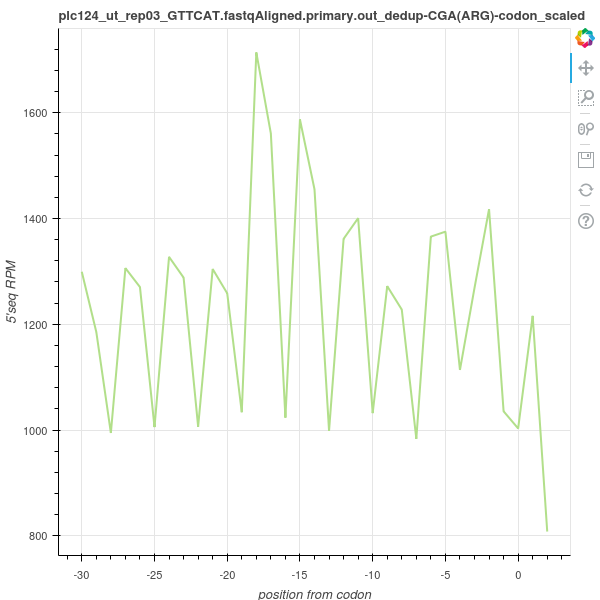 plc124_ut_rep03_GTTCAT.fastqAligned.primary.out_dedup-CGA(ARG)-codon_scaled
1600
1400
1200
1000
800
5'seq RPM
-30 -25 -20 -15 -10 -5 0
position from codon